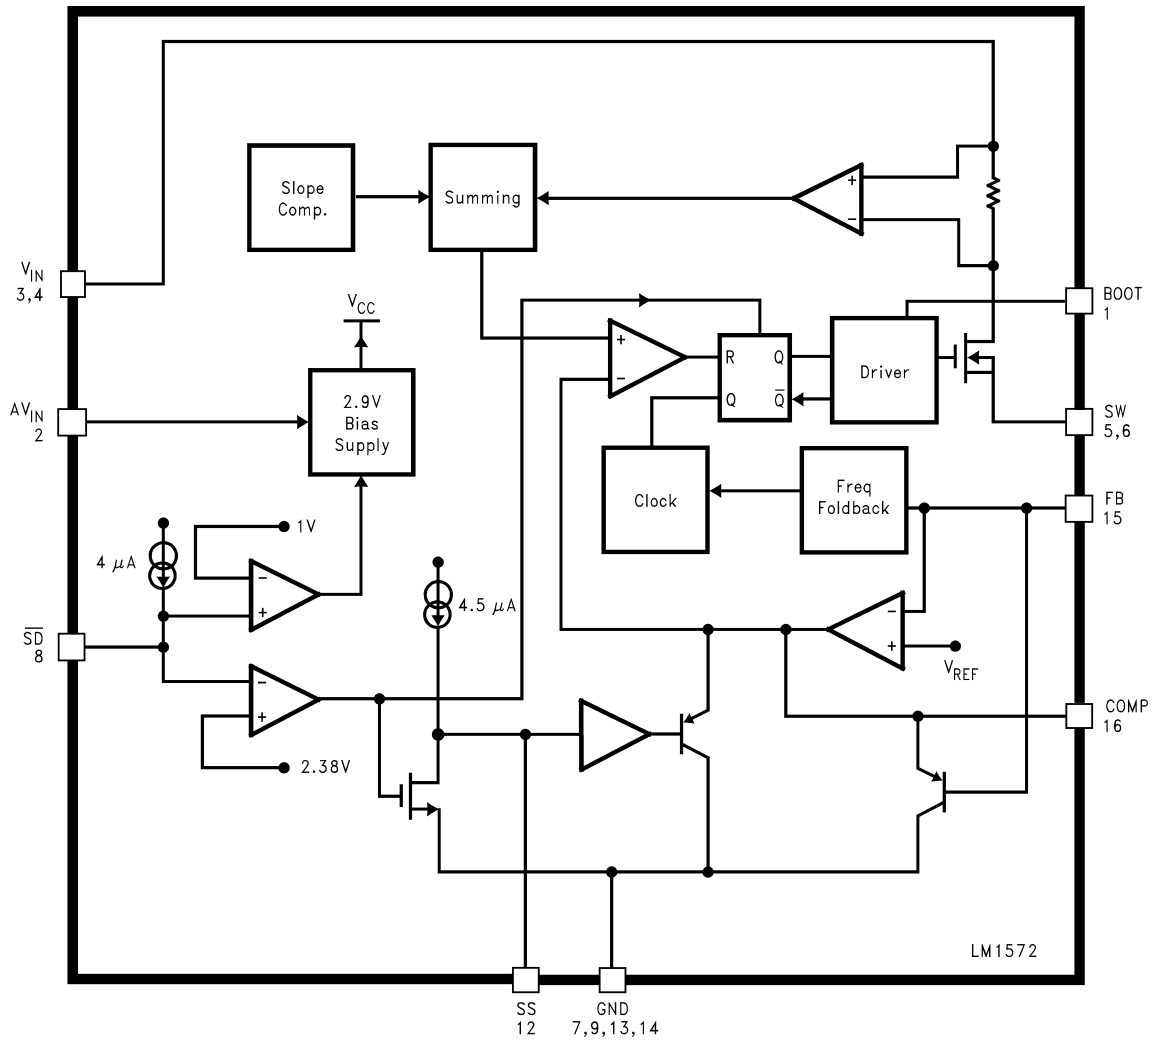 Slope
Comp.
Summing
+
−
V_IN
3,4
V_CC
BOOT
1
+
−
R
Q
Q
Q̅
Driver
AV_IN
2
2.9V
Bias
Supply
SW
5,6
Clock
Freq
Foldback
FB
15
1V
4 μA
−
+
4.5 μA
−
+
V_REF
S̅D̅
8
−
+
2.38V
COMP
16
LM1572
SS
12
GND
7,9,13,14